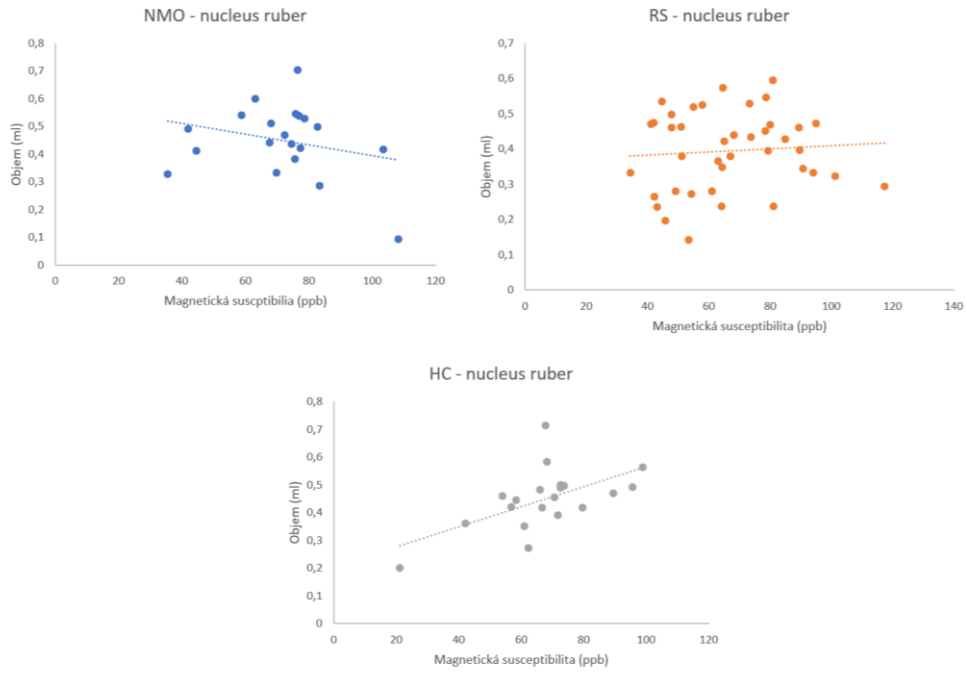 NMO - nucleus ruber
0,8
0,7
0,6
0,5
0,4
0,3
0,2
0,1
0
Objem (ml)
0 20 40 60 80 100 120
Magnetická suscptibilia (ppb)
RS - nucleus ruber
0,7
0,6
0,5
0,4
0,3
0,2
0,1
0
Objem (ml)
0 20 40 60 80 100 120 140
Magnetická susceptibilita (ppb)
HC - nucleus ruber
0,8
0,7
0,6
0,5
0,4
0,3
0,2
0,1
0
Objem (ml)
0 20 40 60 80 100 120
Magnetická susceptibilita (ppb)